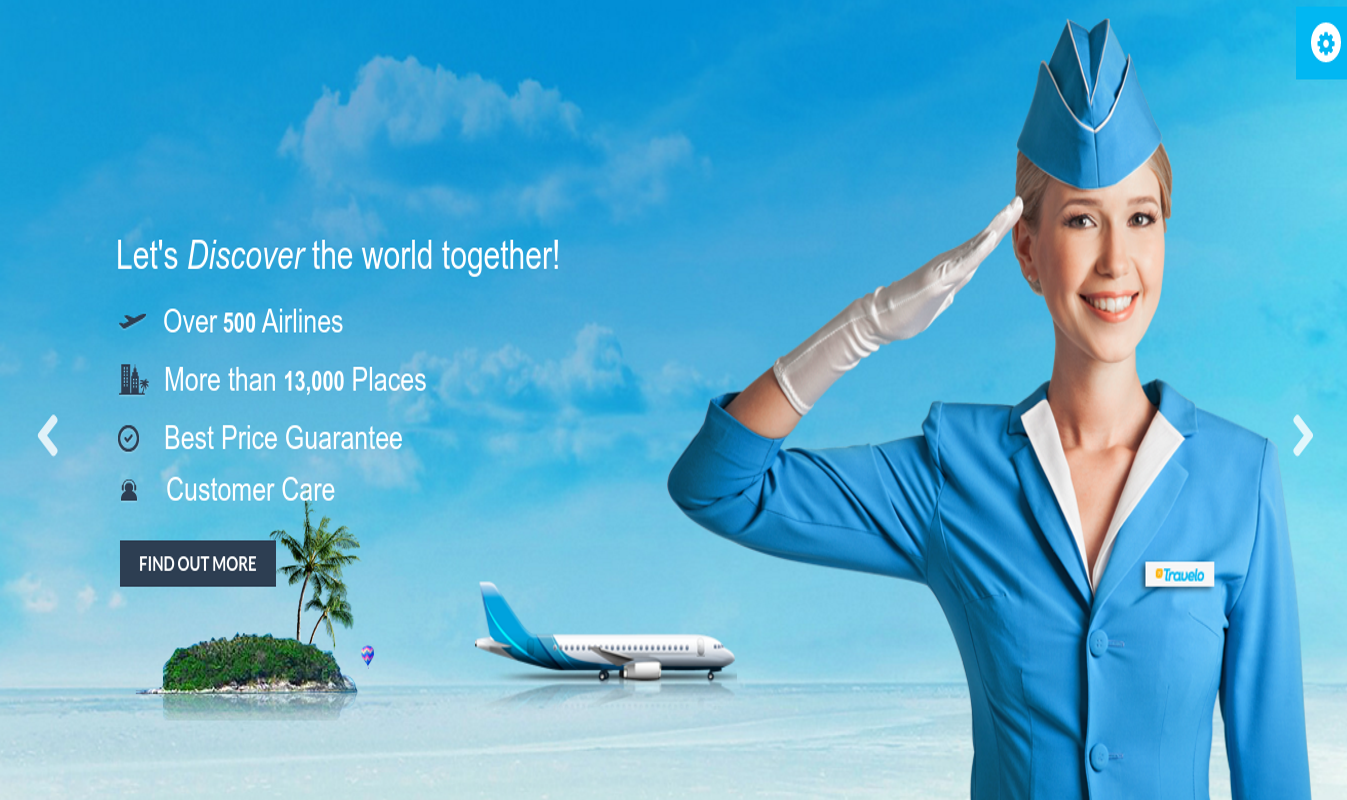 Let's Discover the world together!
Over 500 Airlines
More than 13,000 Places
Best Price Guarantee
Customer Care
FIND OUT MORE
Travelo